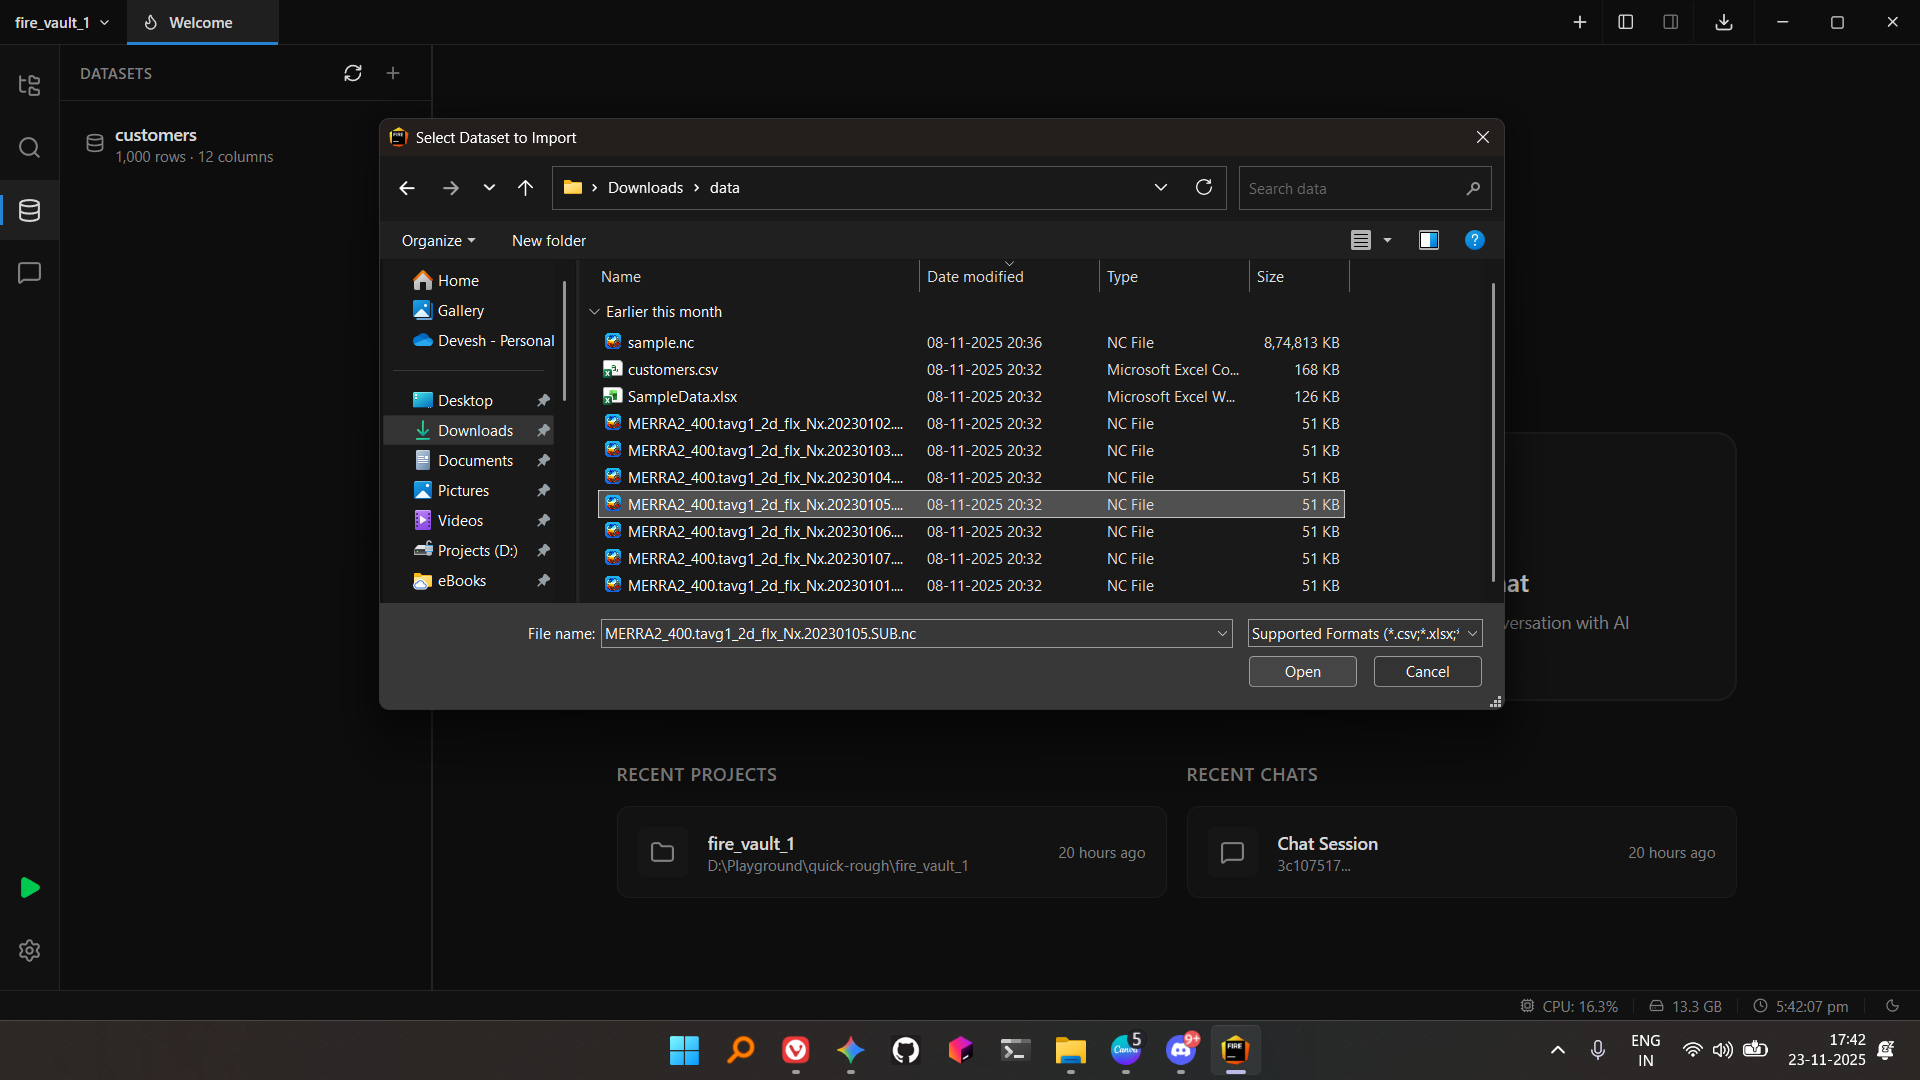 fire_vault_1
Welcome
DATASETS
customers
1,000 rows · 12 columns
Select Dataset to Import
Downloads
data
Search data
Organize
New folder
Home
Gallery
Devesh - Personal
Desktop
Downloads
Documents
Pictures
Videos
Projects (D:)
eBooks
Name Date modified Type Size
Earlier this month
sample.nc 08-11-2025 20:36 NC File 8,74,813 KB
customers.csv 08-11-2025 20:32 Microsoft Excel Co... 168 KB
SampleData.xlsx 08-11-2025 20:32 Microsoft Excel W... 126 KB
MERRA2_400.tavg1_2d_flx_Nx.20230102.... 08-11-2025 20:32 NC File 51 KB
MERRA2_400.tavg1_2d_flx_Nx.20230103.... 08-11-2025 20:32 NC File 51 KB
MERRA2_400.tavg1_2d_flx_Nx.20230104.... 08-11-2025 20:32 NC File 51 KB
MERRA2_400.tavg1_2d_flx_Nx.20230105.... 08-11-2025 20:32 NC File 51 KB
MERRA2_400.tavg1_2d_flx_Nx.20230106.... 08-11-2025 20:32 NC File 51 KB
MERRA2_400.tavg1_2d_flx_Nx.20230107.... 08-11-2025 20:32 NC File 51 KB
MERRA2_400.tavg1_2d_flx_Nx.20230101.... 08-11-2025 20:32 NC File 51 KB
File name: MERRA2_400.tavg1_2d_flx_Nx.20230105.SUB.nc
Supported Formats (*.csv;*.xlsx;*
Open
Cancel
at
versation with AI
RECENT PROJECTS
fire_vault_1
D:\Playground\quick-rough\fire_vault_1
20 hours ago
RECENT CHATS
Chat Session
3c107517...
20 hours ago
CPU: 16.3%
13.3 GB
5:42:07 pm
Canva
5
9+
FIRE
ENG
IN
17:42
23-11-2025